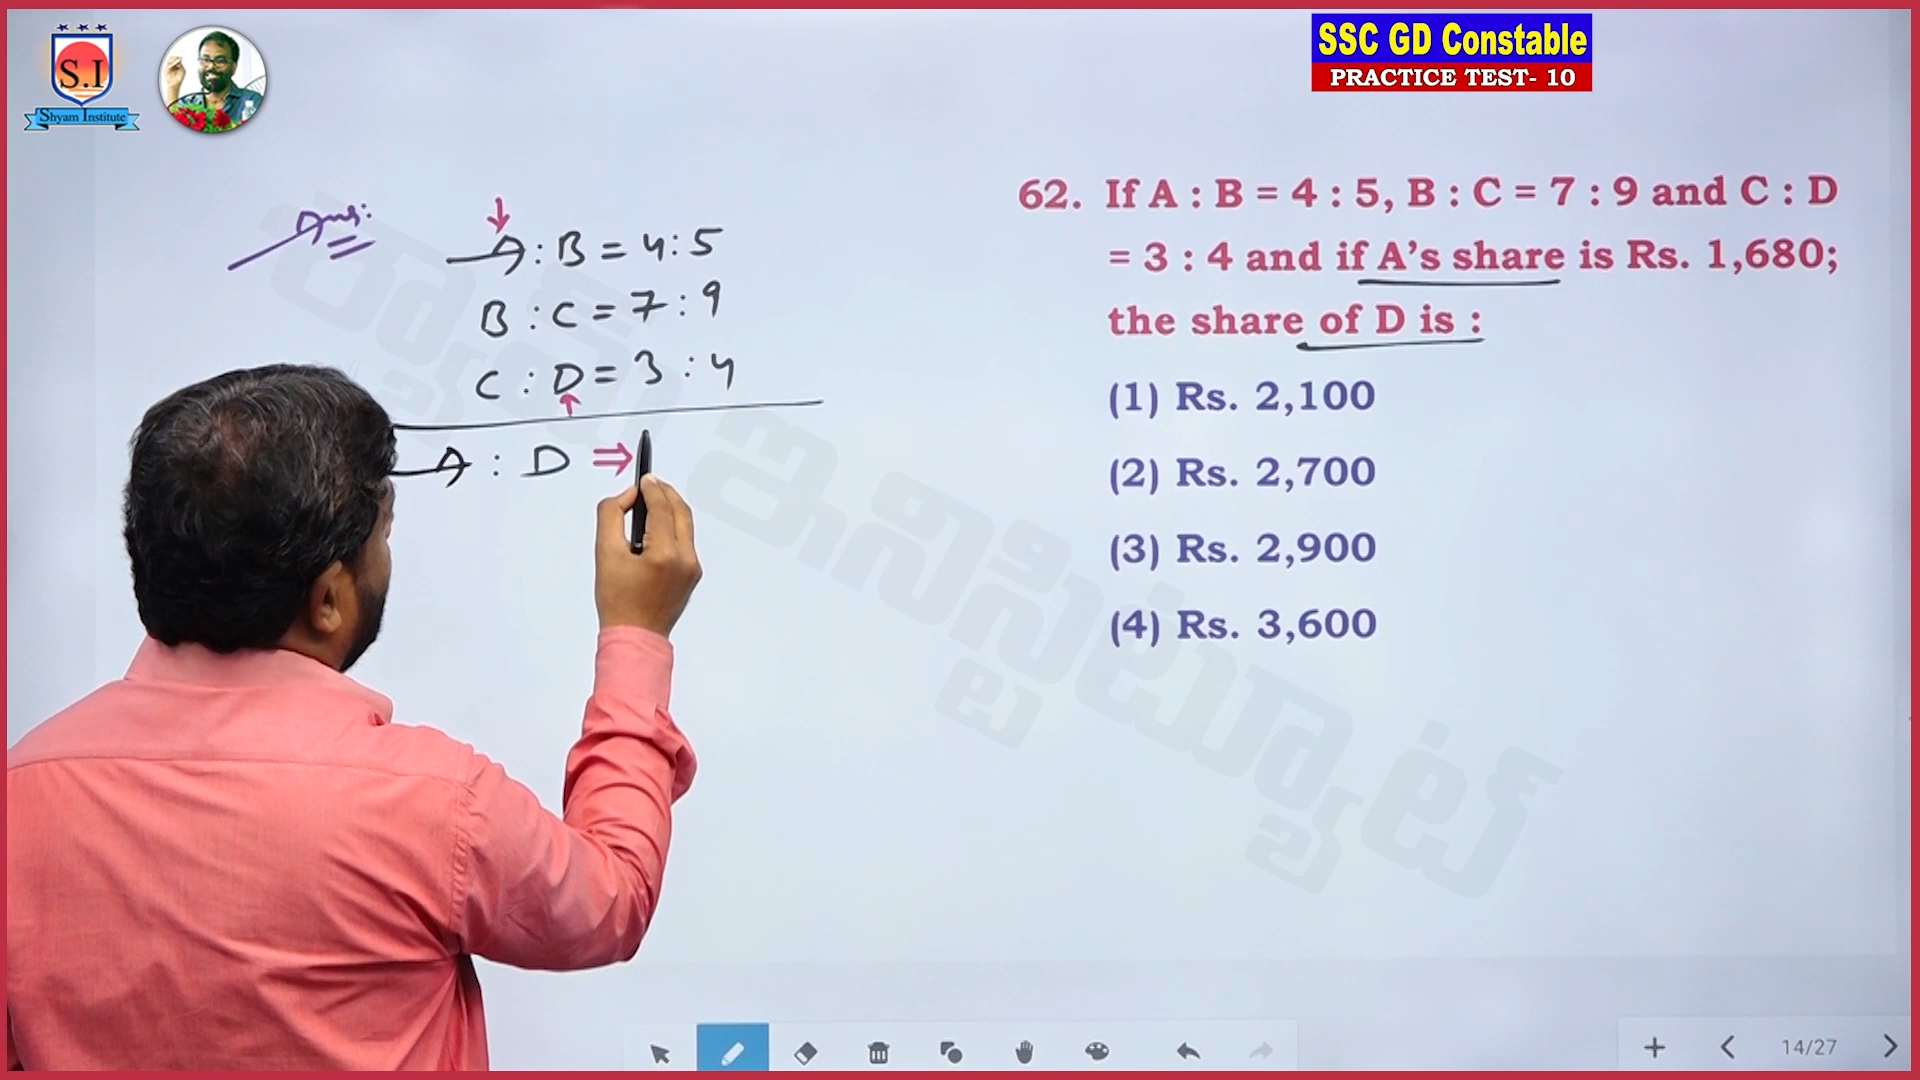 S.I
Shyam Institute
SSC GD Constable
PRACTICE TEST- 10
Ans:
A : B = 4 : 5
B : C = 7 : 9
C : D = 3 : 4
A : D ⇒
62. If A : B = 4 : 5, B : C = 7 : 9 and C : D
= 3 : 4 and if A’s share is Rs. 1,680;
the share of D is :
(1) Rs. 2,100
(2) Rs. 2,700
(3) Rs. 2,900
(4) Rs. 3,600
14/27